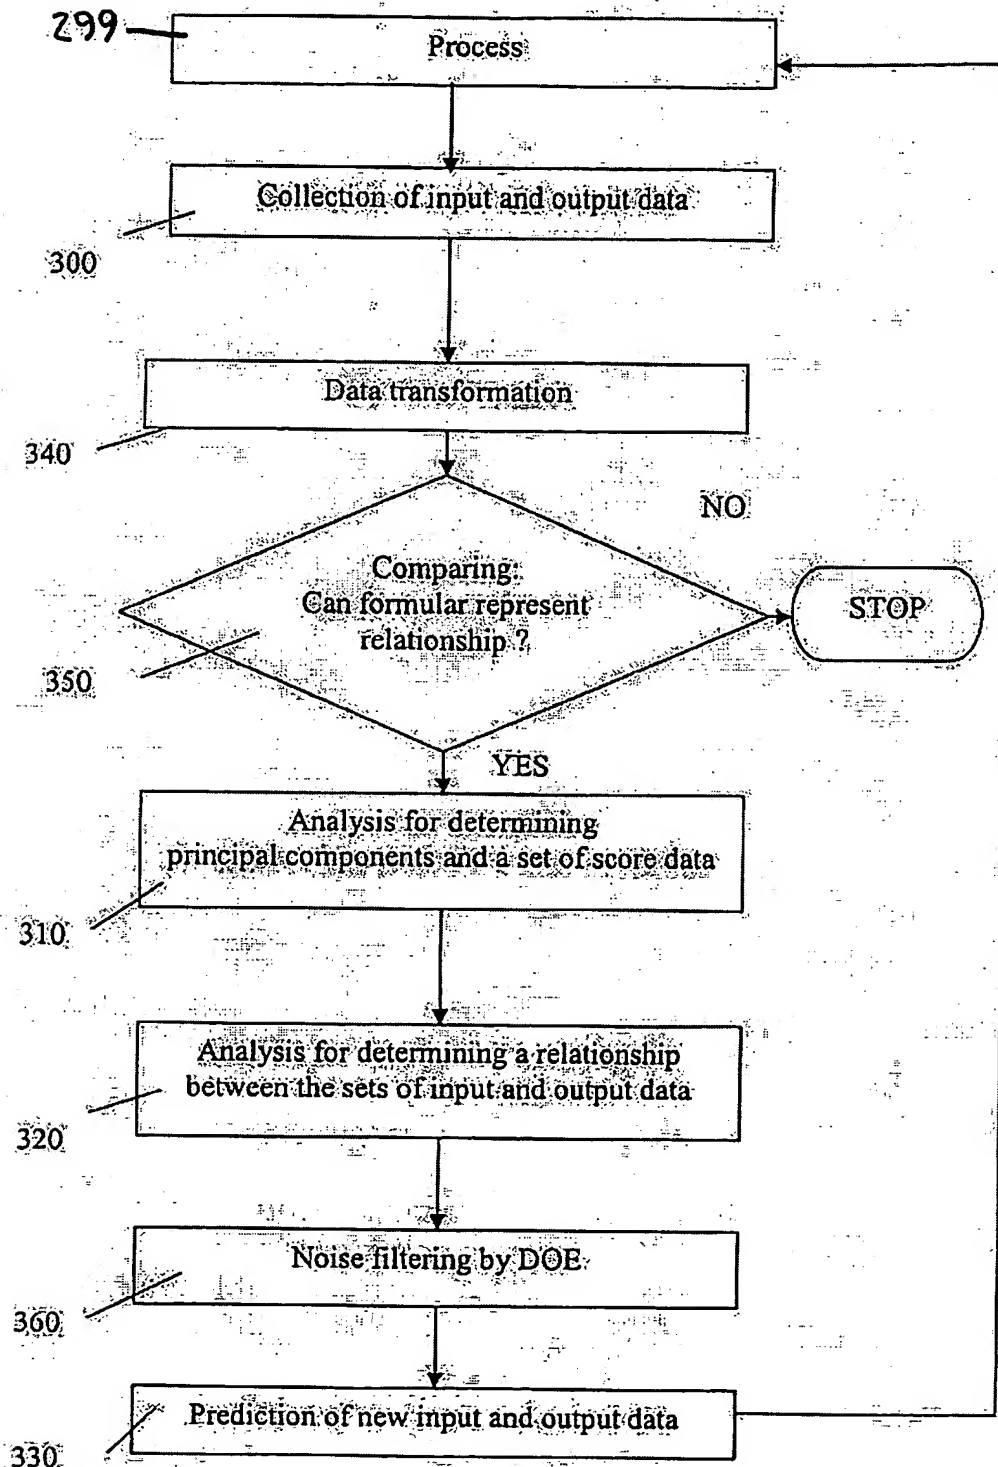 299
Process
Collection of input and output data
300
Data transformation
340
NO
Comparing:
Can formular represent
relationship ?
STOP
350
YES
Analysis for determining
principal components and a set of score data
310
Analysis for determining a relationship
between the sets of input and output data
320
Noise filtering by DOE
360
Prediction of new input and output data
330